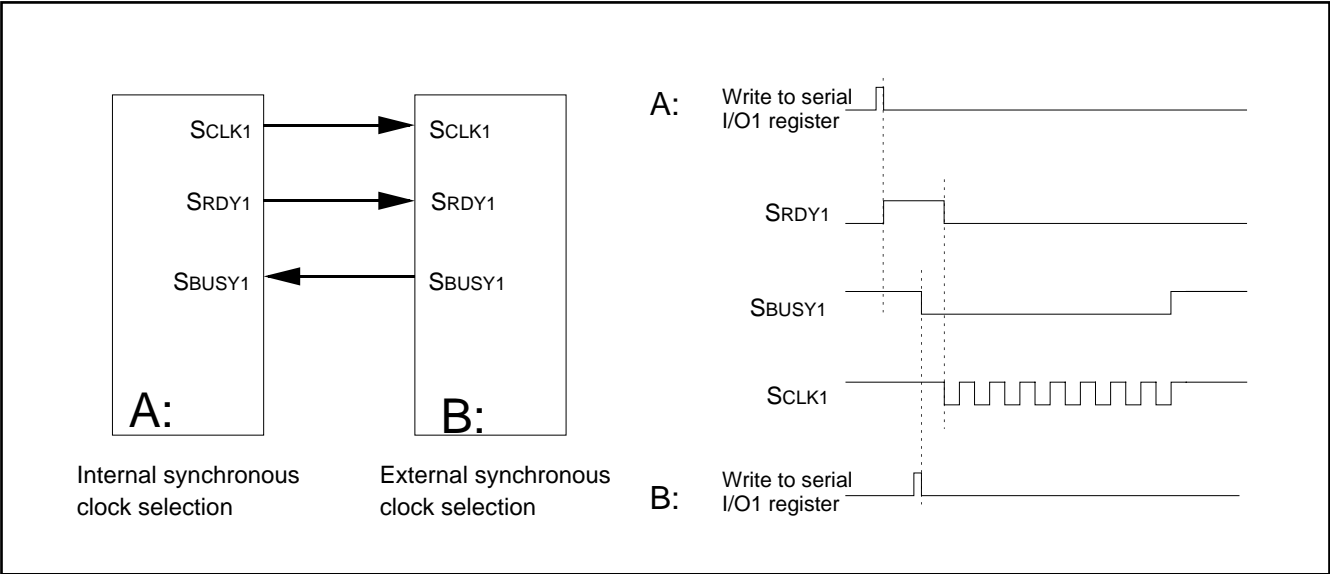 SCLK1
SCLK1
SRDY1
SRDY1
SBUSY1
SBUSY1
A:
B:
Internal synchronous
clock selection
External synchronous
clock selection
A:
Write to serial
I/O1 register
SRDY1
SBUSY1
SCLK1
B:
Write to serial
I/O1 register